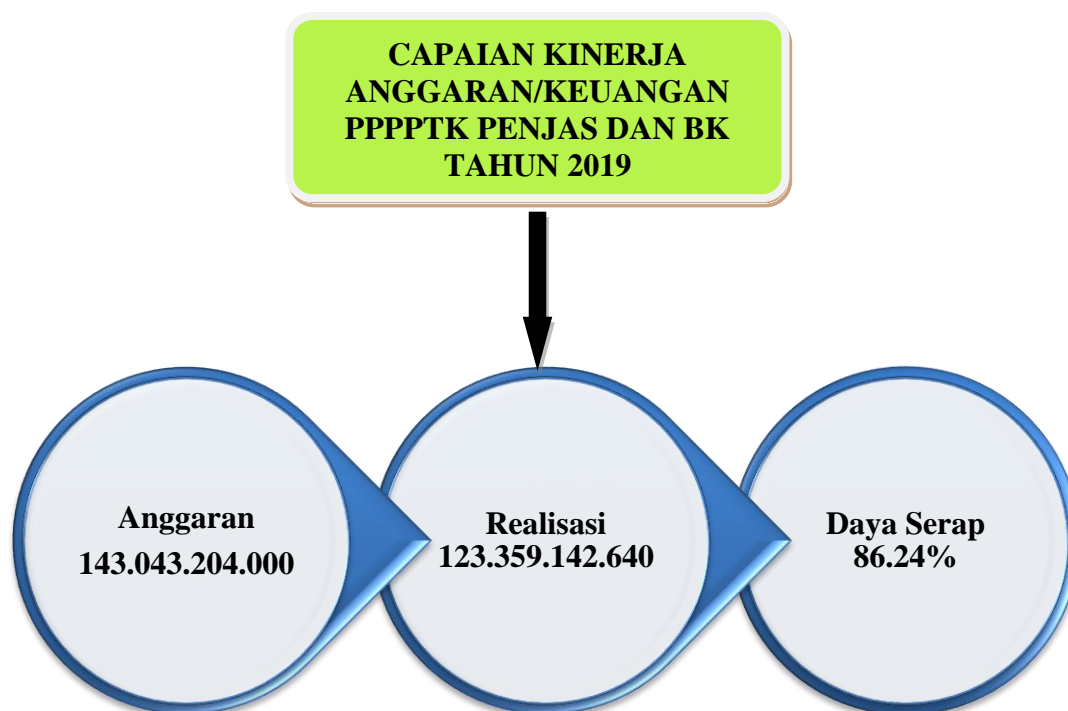 CAPAIAN KINERJA
ANGGARAN/KEUANGAN
PPPPTK PENJAS DAN BK
TAHUN 2019
Anggaran
143.043.204.000
Realisasi
123.359.142.640
Daya Serap
86.24%